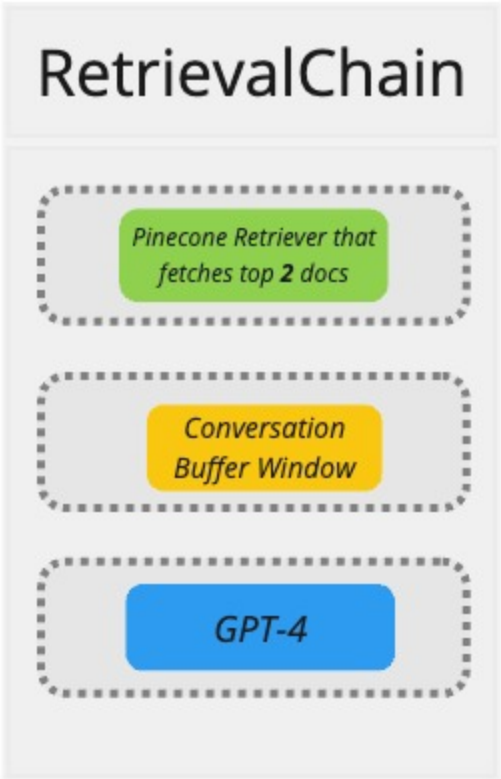 RetrievalChain
Pinecone Retriever that
fetches top 2 docs
Conversation
Buffer Window
GPT-4